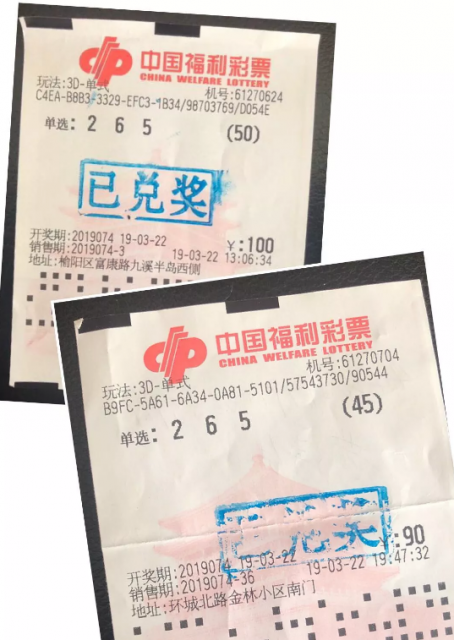 中国福利彩票
CHINA WELFARE LOTTERY
玩法:3D-单式 机号:61270624
C4EA-B8B3-3329-EFC3-1B34/98703769/D054E
单选: 2 6 5 (50)
已兑奖
开奖期:2019074 19-03-22 ¥:100
销售期:2019074-3 19-03-22 13:06:34
地址:榆阳区富康路九溪半岛西侧
中国福利彩票
CHINA WELFARE LOTTERY
玩法:3D-单式 机号:61270704
B9FC-5A61-6A34-0A81-5101/57543730/90544
单选: 2 6 5 (45)
已兑奖
开奖期:2019074 19-03-22 ¥:90
销售期:2019074-36 19-03-22 19:47:32
地址:环城北路金林小区南门